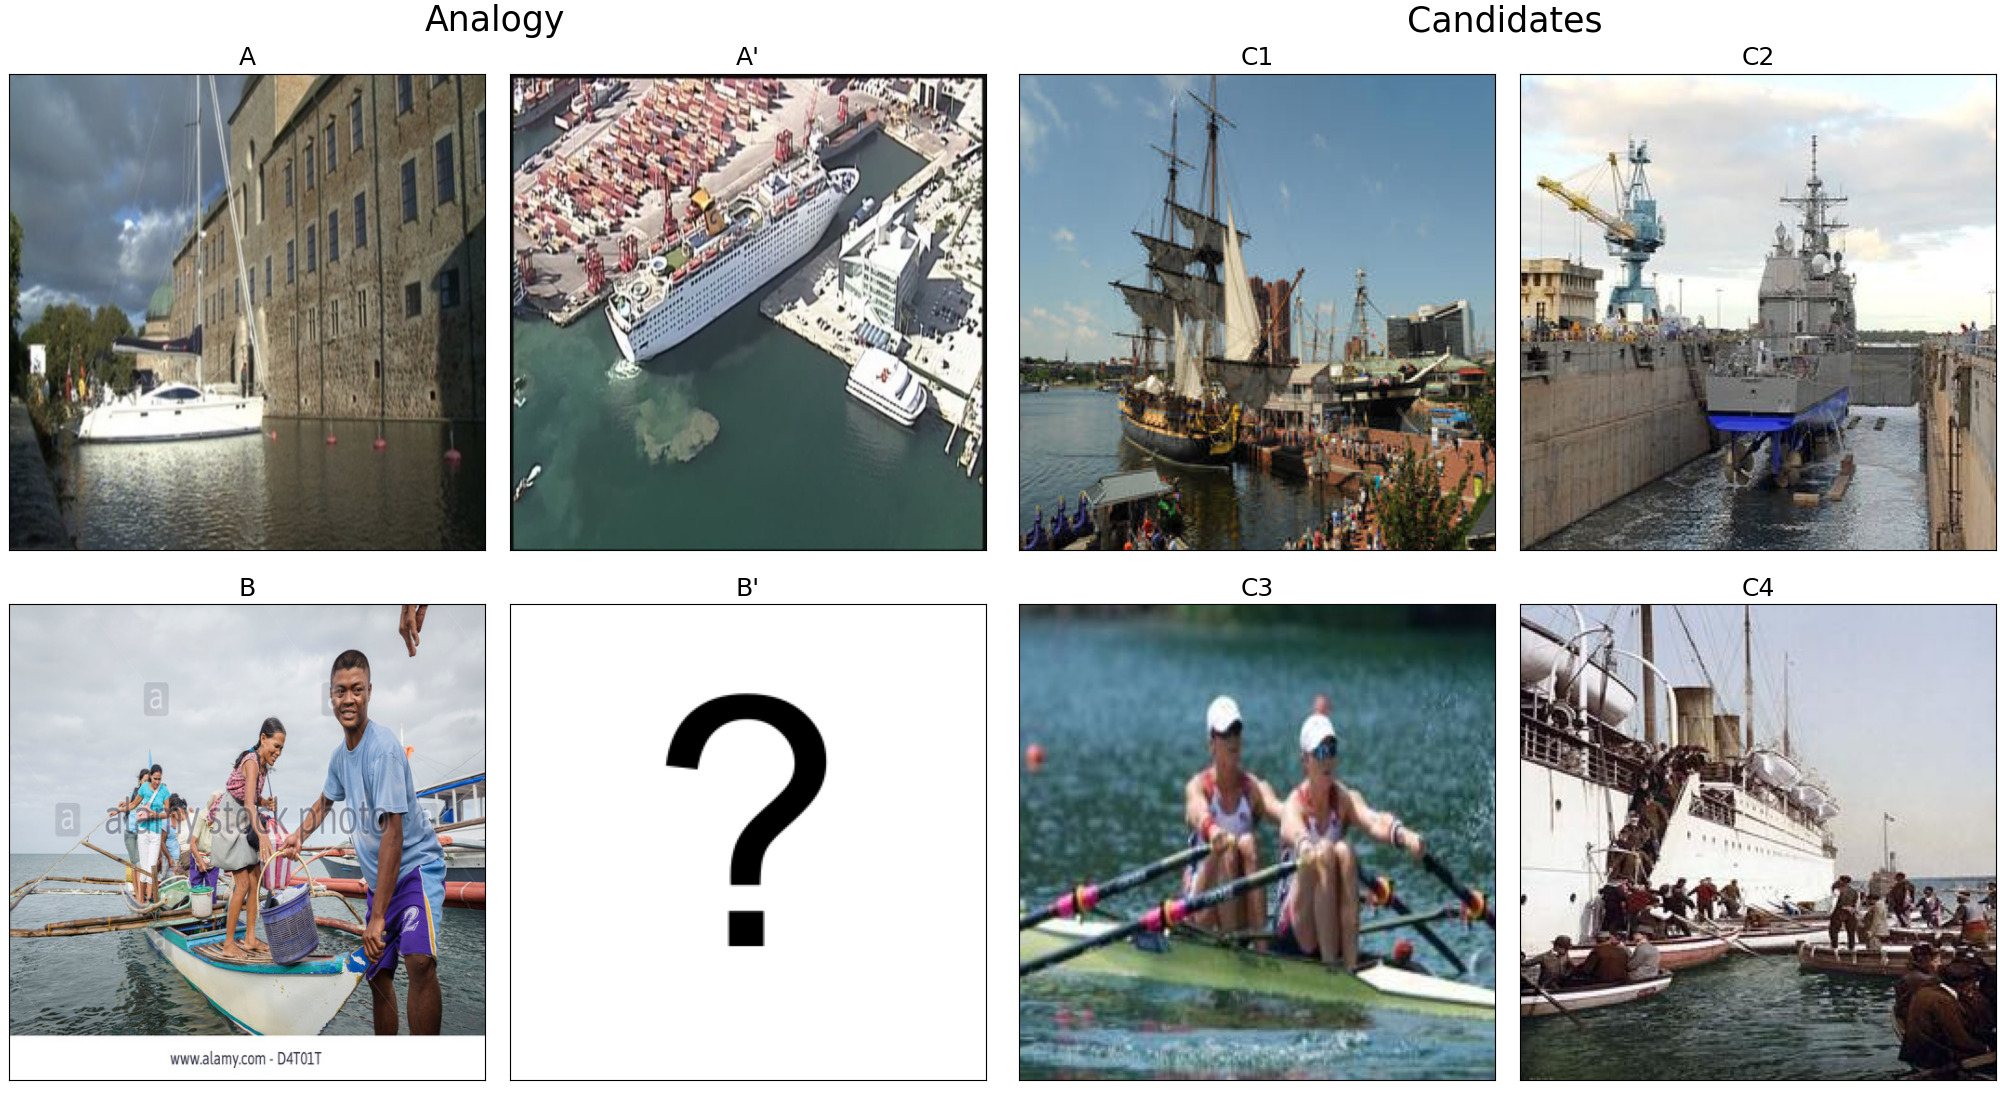 Analogy
Candidates
A
A'
C1
C2
B
B'
C3
C4
?
a
a
a
alamy stock photo
2
www.alamy.com - D4T01T